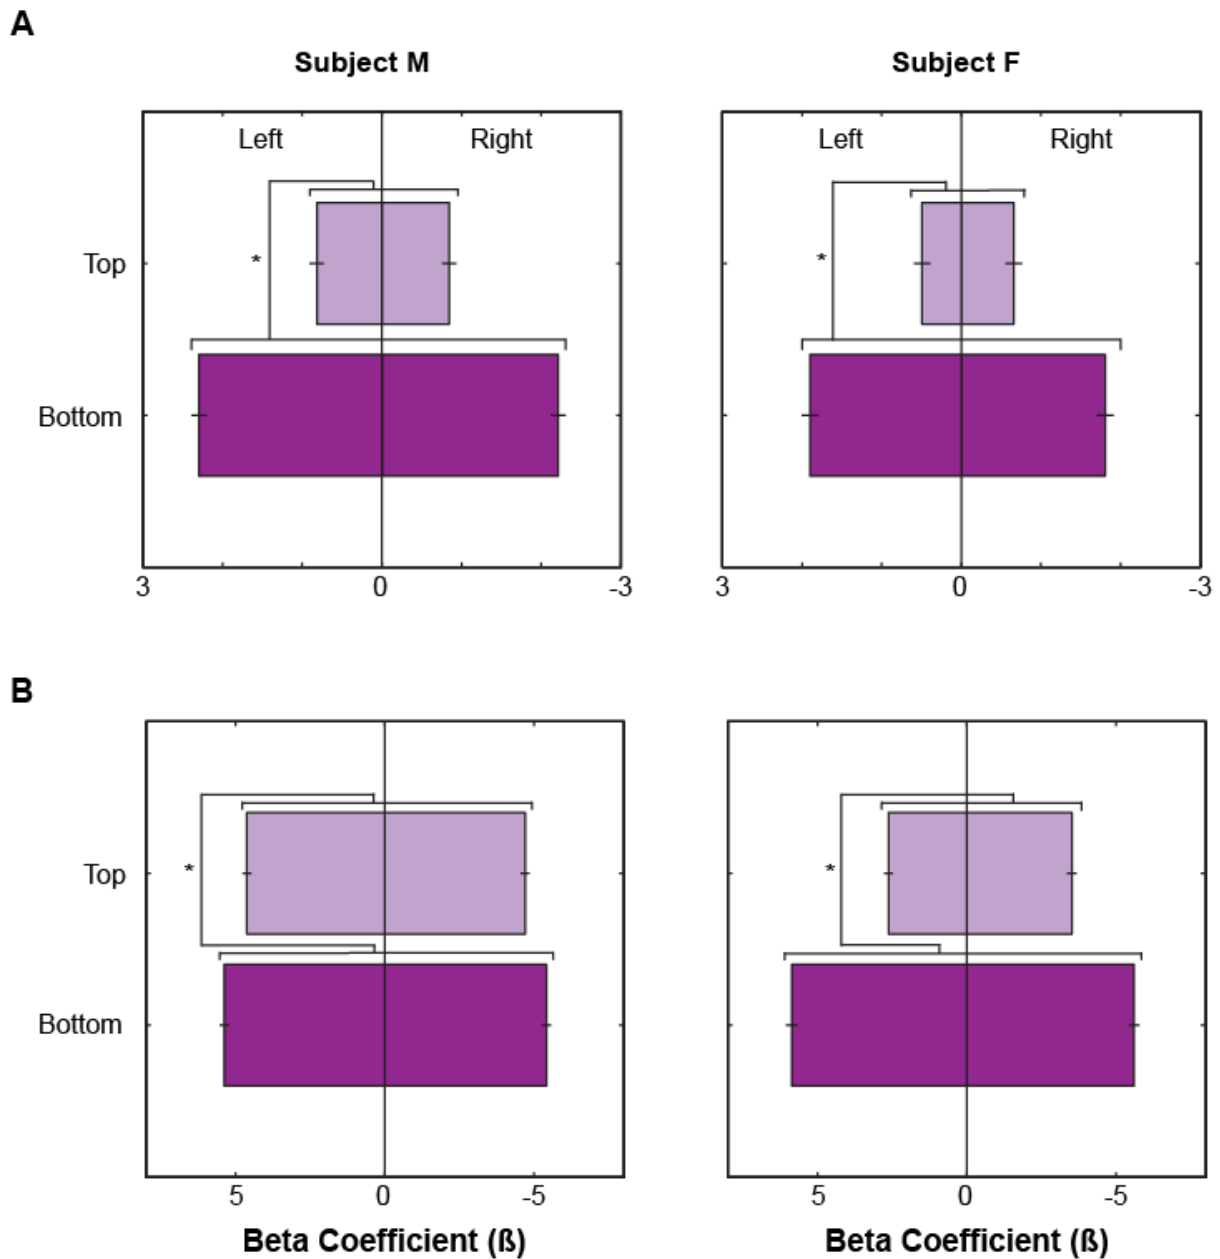 A
Subject M
Subject F
Left Right
Left Right
Top
*
*
Bottom
3 0 -3
3 0 -3
B
Top
*
*
Bottom
5 0 -5
5 0 -5
Beta Coefficient (ß)
Beta Coefficient (ß)